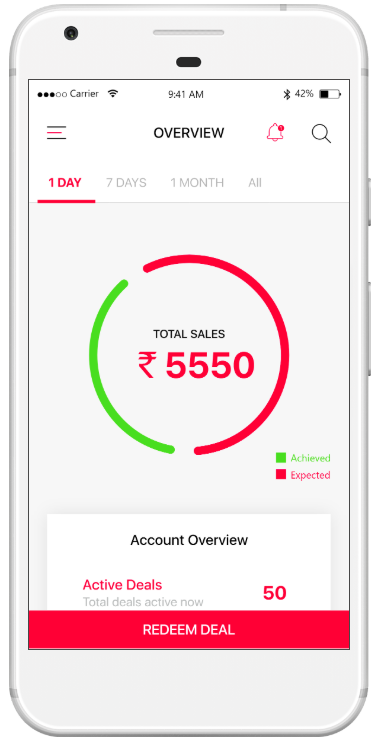 Carrier
9:41 AM
42%
OVERVIEW
1 DAY
7 DAYS
1 MONTH
All
TOTAL SALES
₹ 5550
Achieved
Expected
Account Overview
Active Deals
50
Total deals active now
REDEEM DEAL